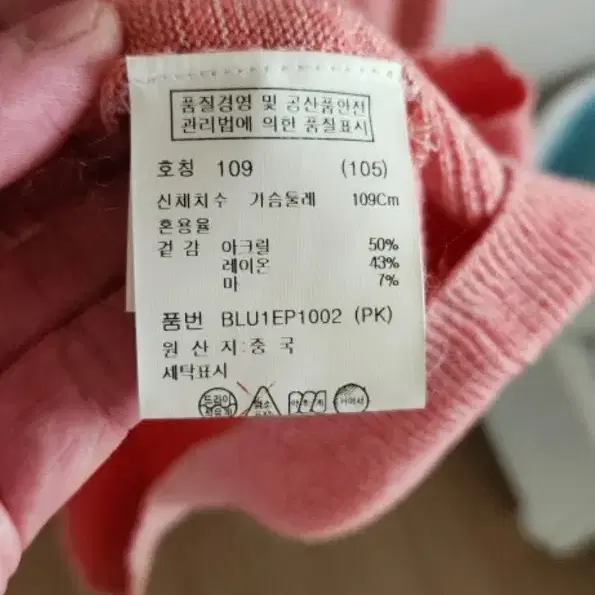 품질경영 및 공산품안전
관리법에 의한 품질표시
호칭 109 (105)
신체치수 가슴둘레 109Cm
혼용율
겉 감 아크릴 50%
레이온 43%
마 7%
품번 BLU1EP1002 (PK)
원 산 지:중 국
세탁표시
드라이